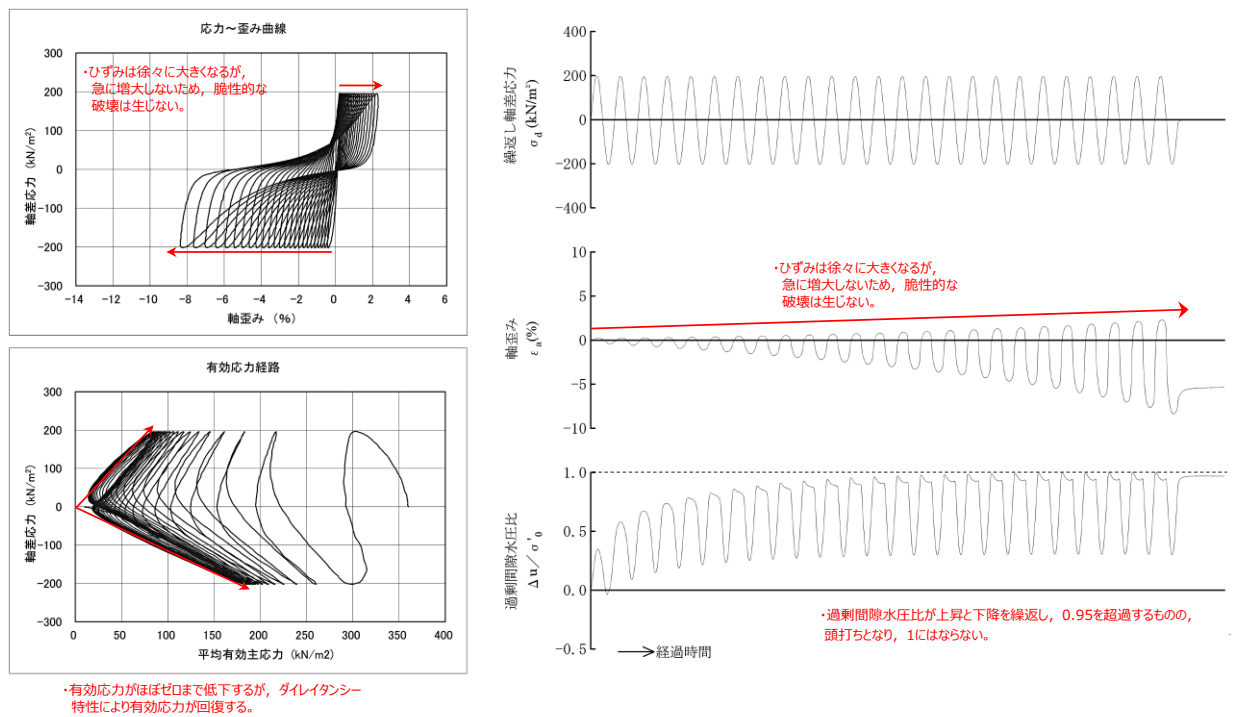 応力～歪み曲線
・ひずみは徐々に大きくなるが,
急に増大しないため, 脆性的な
破壊は生じない。
軸差応力 (kN/m²)
300
200
100
0
-100
-200
-300
-14 -12 -10 -8 -6 -4 -2 0 2 4 6
軸歪み (%)
有効応力経路
軸差応力 (kN/m²)
300
200
100
0
-100
-200
-300
0 50 100 150 200 250 300 350 400
平均有効主応力 (kN/m2)
・有効応力がほぼゼロまで低下するが, ダイレイタンシー
特性により有効応力が回復する。
繰返し軸差応力
σd (kN/m²)
400
200
0
−200
−400
軸歪み
εa (%)
10
5
0
−5
−10
・ひずみは徐々に大きくなるが,
急に増大しないため, 脆性的な
破壊は生じない。
過剰間隙水圧比
Δu/σ'0
1.0
0.5
0.0
−0.5
・過剰間隙水圧比が上昇と下降を繰返し, 0.95を超過するものの,
頭打ちとなり, 1にはならない。
経過時間